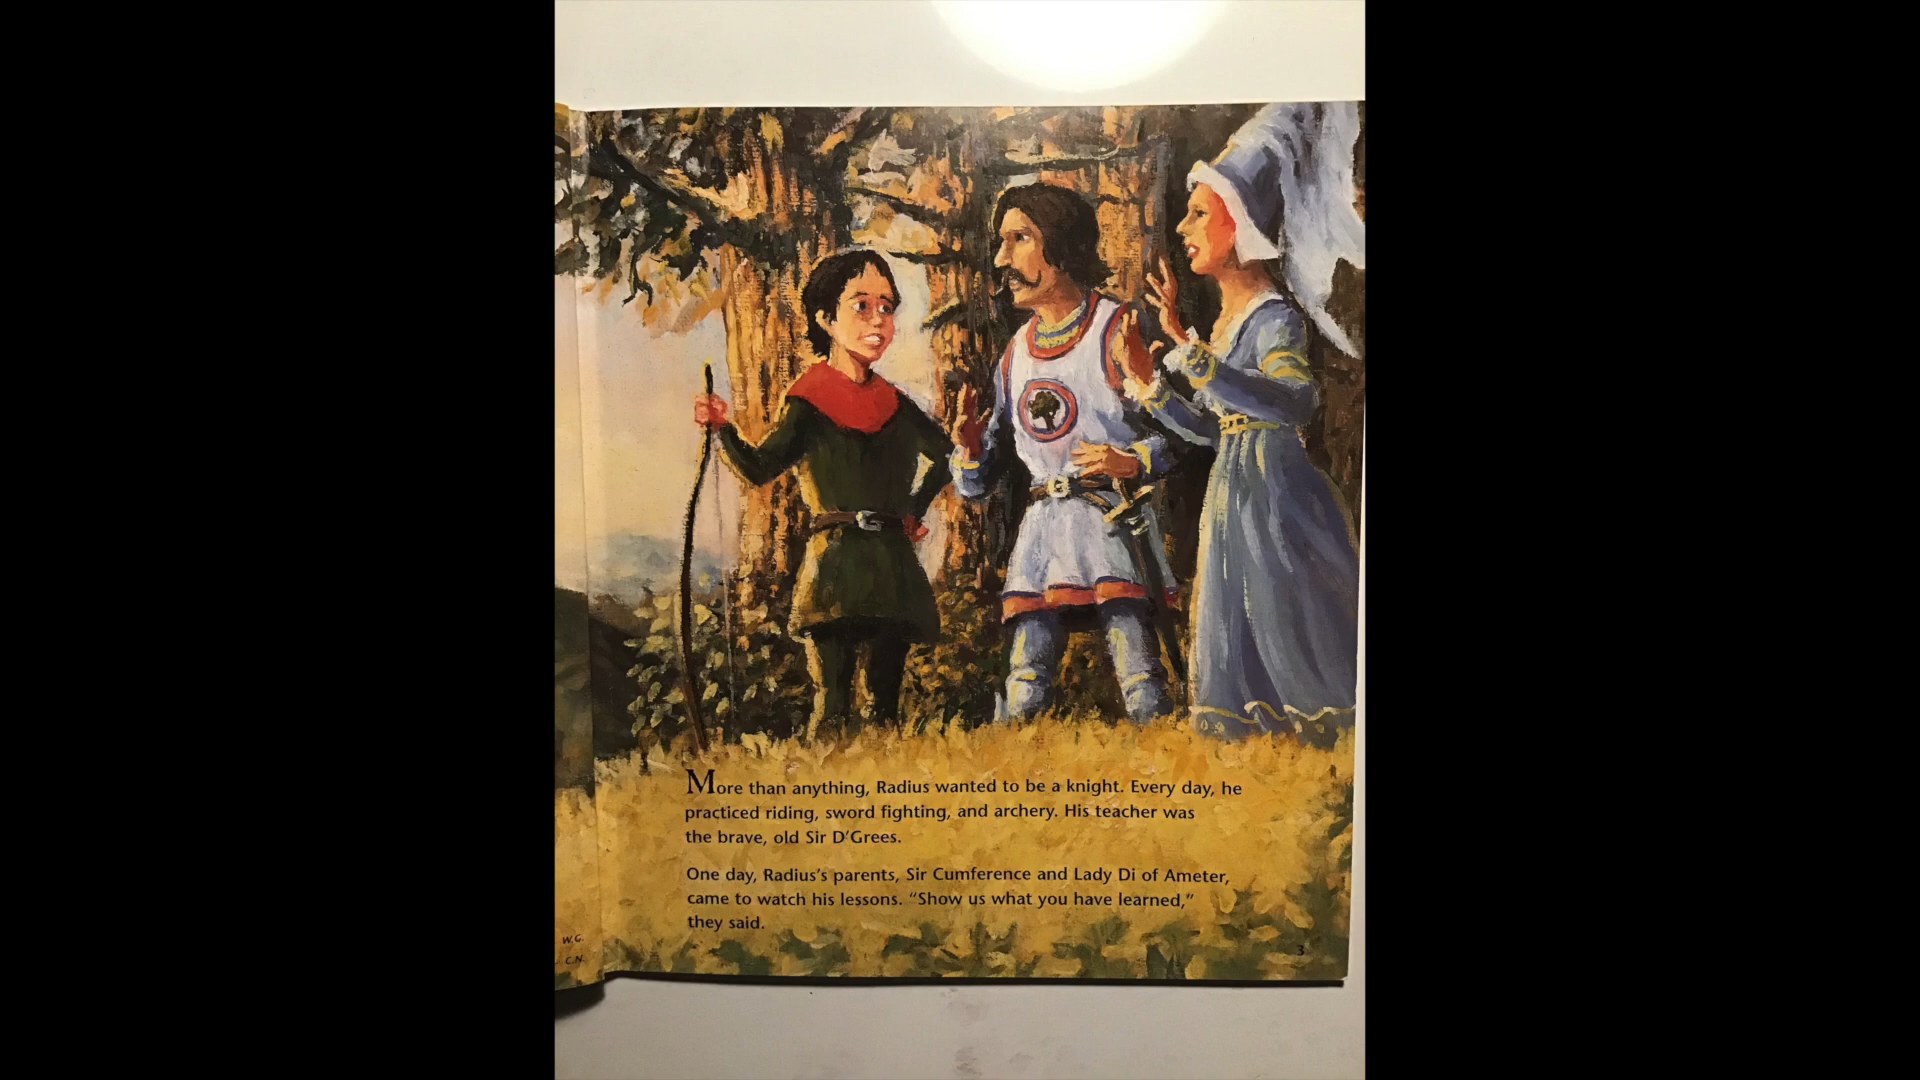 More than anything, Radius wanted to be a knight. Every day, he
practiced riding, sword fighting, and archery. His teacher was
the brave, old Sir D’Grees.
One day, Radius’s parents, Sir Cumference and Lady Di of Ameter,
came to watch his lessons. “Show us what you have learned,”
they said.
W.G.
C.N.
3